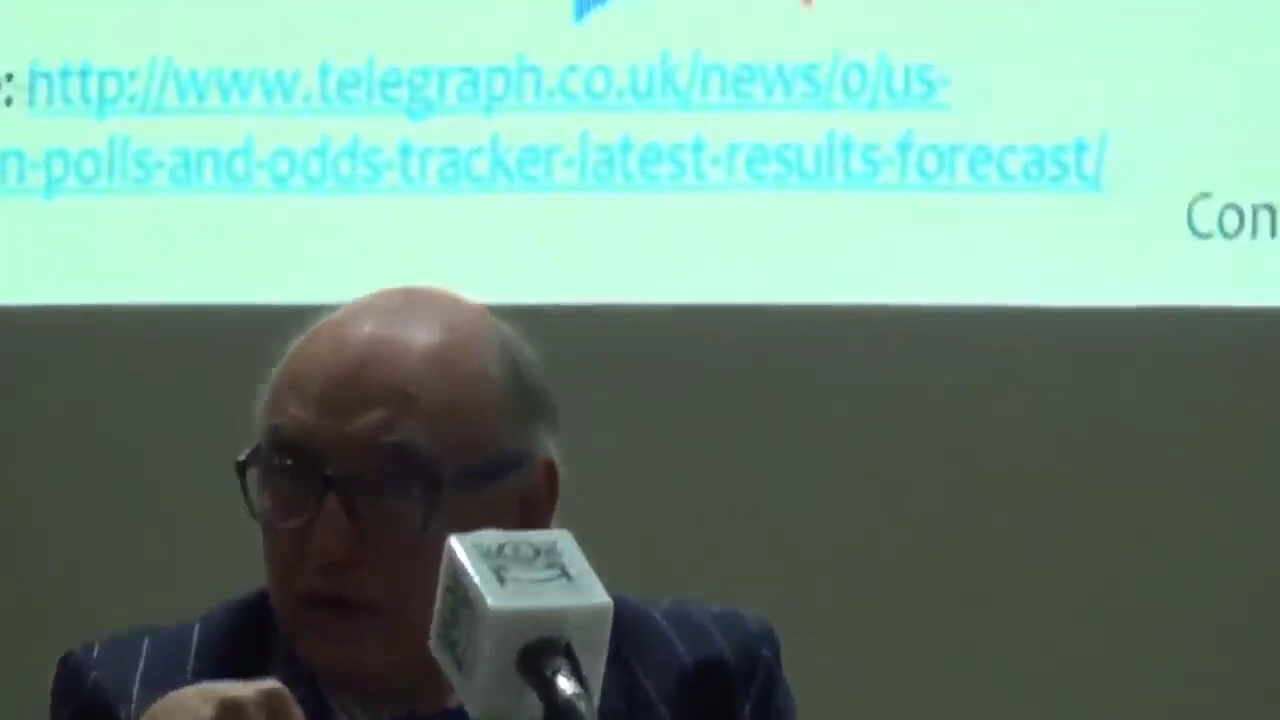 : http://www.telegraph.co.uk/news/0/us-
n-polls-and-odds-tracker-latest-results-forecast/
Con